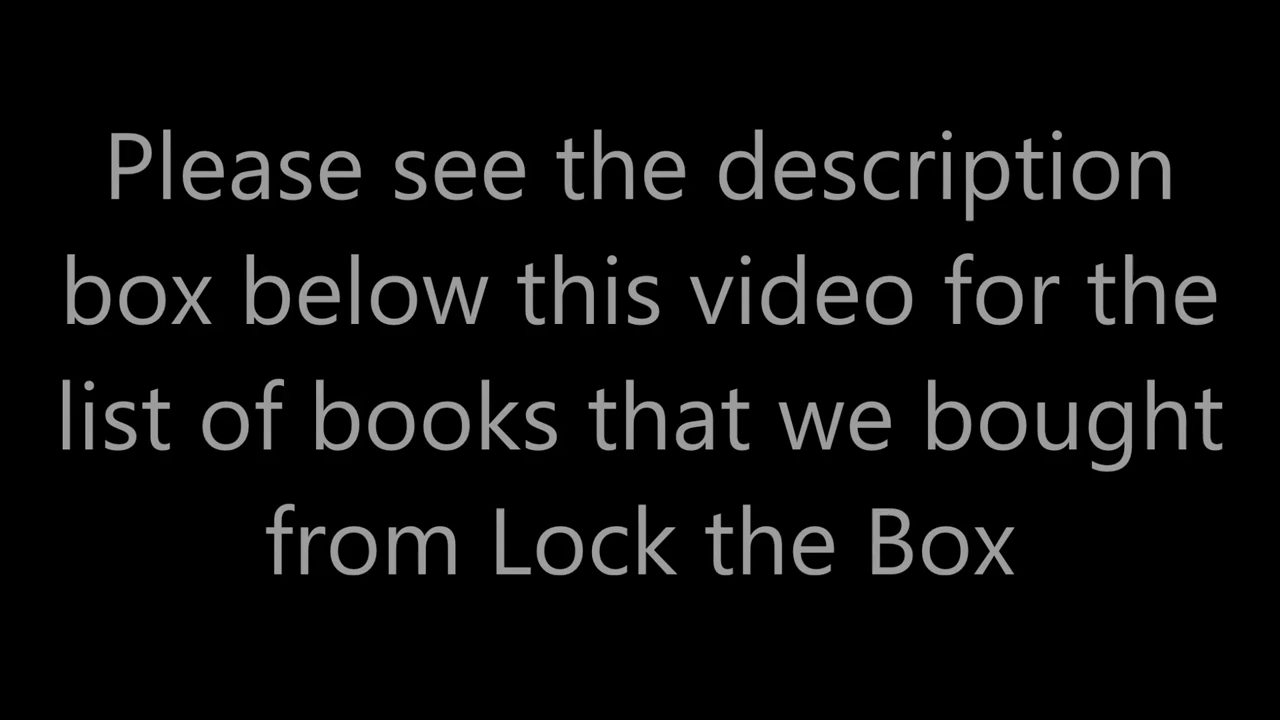 Please see the description
box below this video for the
list of books that we bought
from Lock the Box